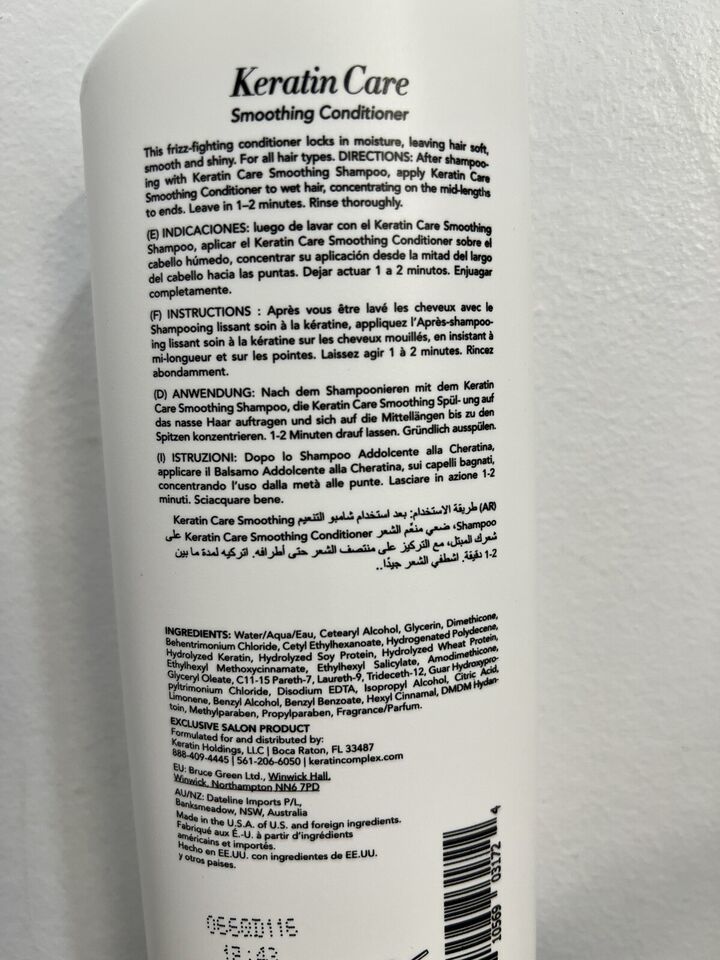 Keratin Care
Smoothing Conditioner
This frizz-fighting conditioner locks in moisture, leaving hair soft,
smooth and shiny. For all hair types. DIRECTIONS: After shampoo-
ing with Keratin Care Smoothing Shampoo, apply Keratin Care
Smoothing Conditioner to wet hair, concentrating on the mid-lengths
to ends. Leave in 1–2 minutes. Rinse thoroughly.
(E) INDICACIONES: luego de lavar con el Keratin Care Smoothing
Shampoo, aplicar el Keratin Care Smoothing Conditioner sobre el
cabello húmedo, concentrar su aplicación desde la mitad del largo
del cabello hacia las puntas. Dejar actuar 1 a 2 minutos. Enjuagar
completamente.
(F) INSTRUCTIONS : Après vous être lavé les cheveux avec le
Shampooing lissant soin à la kératine, appliquez l'Après-shampoo-
ing lissant soin à la kératine sur les cheveux mouillés, en insistant à
mi-longueur et sur les pointes. Laissez agir 1 à 2 minutes. Rincez
abondamment.
(D) ANWENDUNG: Nach dem Shampoonieren mit dem Keratin
Care Smoothing Shampoo, die Keratin Care Smoothing Spül- ung auf
das nasse Haar auftragen und sich auf die Mittellängen bis zu den
Spitzen konzentrieren. 1-2 Minuten drauf lassen. Gründlich ausspülen.
(I) ISTRUZIONI: Dopo lo Shampoo Addolcente alla Cheratina,
applicare il Balsamo Addolcente alla Cheratina, sui capelli bagnati,
concentrando l'uso dalla metà alle punte. Lasciare in azione 1-2
minuti. Sciacquare bene.
(AR) طريقة الاستخدام: بعد استخدام شامبو التنعيم Keratin Care Smoothing
Shampoo، ضعي منعّم الشعر Keratin Care Smoothing Conditioner على
شعرك المبتل، مع التركيز على منتصف الشعر حتى أطرافه. اتركيه لمدة ما بين
1-2 دقيقة. اشطفي الشعر جيدًا..
INGREDIENTS: Water/Aqua/Eau, Cetearyl Alcohol, Glycerin, Dimethicone,
Behentrimonium Chloride, Cetyl Ethylhexanoate, Hydrogenated Polydecene,
Hydrolyzed Keratin, Hydrolyzed Soy Protein, Hydrolyzed Wheat Protein,
Ethylhexyl Methoxycinnamate, Ethylhexyl Salicylate, Amodimethicone,
Glyceryl Oleate, C11-15 Pareth-7, Laureth-9, Trideceth-12, Guar Hydroxypro-
pyltrimonium Chloride, Disodium EDTA, Isopropyl Alcohol, Citric Acid,
Limonene, Benzyl Alcohol, Benzyl Benzoate, Hexyl Cinnamal, DMDM Hydan-
toin, Methylparaben, Propylparaben, Fragrance/Parfum.
EXCLUSIVE SALON PRODUCT
Formulated for and distributed by:
Keratin Holdings, LLC | Boca Raton, FL 33487
888-409-4445 | 561-206-6050 | keratincomplex.com
EU: Bruce Green Ltd., Winwick Hall,
Winwick, Northampton NN6 7PD
AU/NZ: Dateline Imports P/L,
Banksmeadow, NSW, Australia
Made in the U.S.A. of U.S. and foreign ingredients.
Fabriqué aux É.-U. à partir d'ingrédients
américains et importés.
Hecho en EE.UU. con ingredientes de EE.UU.
y otros países.
10569 03172 4